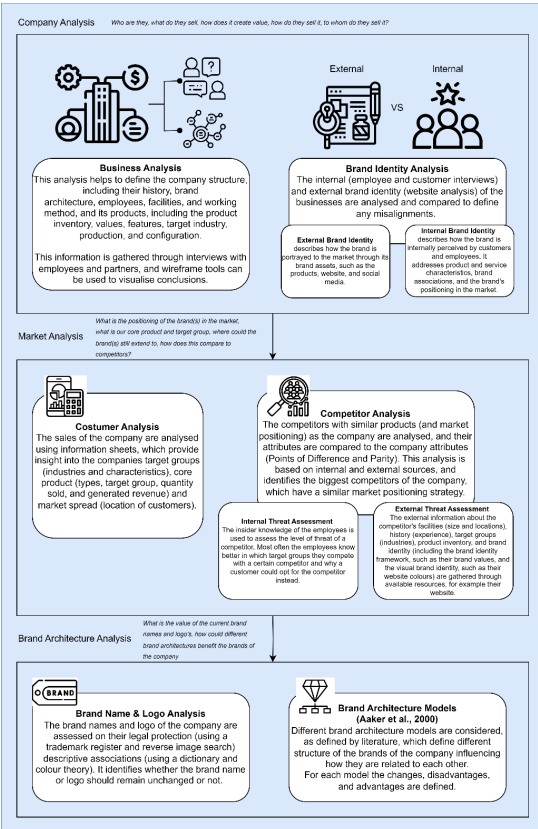 Company Analysis
Who are they, what do they sell, how does it create value, how do they sell it, to whom do they sell it?
External
Internal
VS
Business Analysis
This analysis helps to define the company structure,
including their history, brand
architecture, employees, facilities, and working
method, and its products, including the product
inventory, values, features, target industry,
production, and configuration.
This information is gathered through interviews with
employees and partners, and wireframe tools can
be used to visualise conclusions.
Brand Identity Analysis
The internal (employee and customer interviews)
and external brand identity (website analysis) of the
businesses are analysed and compared to define
any misalignments.
External Brand Identity
describes how the brand is
portrayed to the market through its
brand assets, such as the
products, website, and social
media.
Internal Brand Identity
describes how the brand is
internally perceived by customers
and employees. It
addresses product and service
characteristics, brand
associations, and the brand's
positioning in the market.
Market Analysis
What is the positioning of the brand(s) in the market,
what is our core product and target group, where could the
brand(s) still extend to, how does this compare to
competitors?
Costumer Analysis
The sales of the company are analysed
using information sheets, which provide
insight into the companies target groups
(industries and characteristics), core
product (types, target group, quantity
sold, and generated revenue) and
market spread (location of customers).
Competitor Analysis
The competitors with similar products (and market
positioning) as the company are analysed, and their
attributes are compared to the company attributes
(Points of Difference and Parity). This analysis is
based on internal and external sources, and
identifies the biggest competitors of the company,
which have a similar market positioning strategy.
Internal Threat Assessment
The insider knowledge of the employees is
used to assess the level of threat of a
competitor. Most often the employees know
better in which target groups they compete
with a certain competitor and why a
customer could opt for the competitor
instead.
External Threat Assessment
The external information about the
competitor's facilities (size and locations),
history (experience), target groups
(industries), product inventory, and brand
identity (including the brand identity
framework, such as their brand values, and
the visual brand identity, such as their
website colours) are gathered through
available resources, for example their
website.
Brand Architecture Analysis
What is the value of the current brand
names and logo's, how could different
brand architectures benefit the brands of
the company
BRAND
Brand Name & Logo Analysis
The brand names and logo of the company are
assessed on their legal protection (using a
trademark register and reverse image search)
descriptive associations (using a dictionary and
colour theory). It identifies whether the brand name
or logo should remain unchanged or not.
Brand Architecture Models
(Aaker et al., 2000)
Different brand architecture models are considered,
as defined by literature, which define different
structure of the brands of the company influencing
how they are related to each other.
For each model the changes, disadvantages,
and advantages are defined.